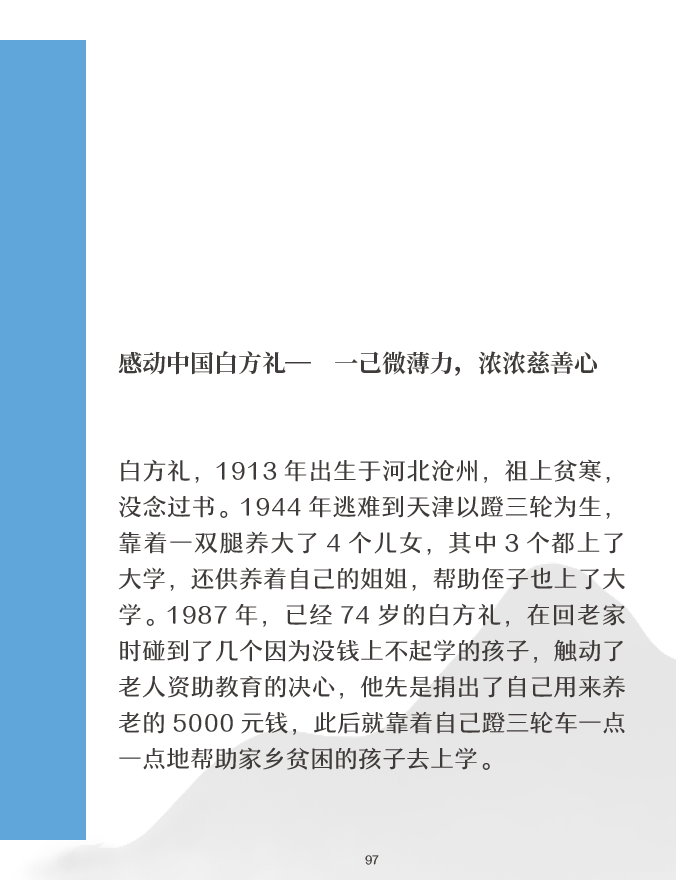 感动中国白方礼— 一己微薄力，浓浓慈善心
白方礼，1913 年出生于河北沧州，祖上贫寒，
没念过书。1944 年逃难到天津以蹬三轮为生，
靠着一双腿养大了 4 个儿女，其中 3 个都上了
大学，还供养着自己的姐姐，帮助侄子也上了大
学。1987 年，已经 74 岁的白方礼，在回老家
时碰到了几个因为没钱上不起学的孩子，触动了
老人资助教育的决心，他先是捐出了自己用来养
老的 5000 元钱，此后就靠着自己蹬三轮车一点
一点地帮助家乡贫困的孩子去上学。
97